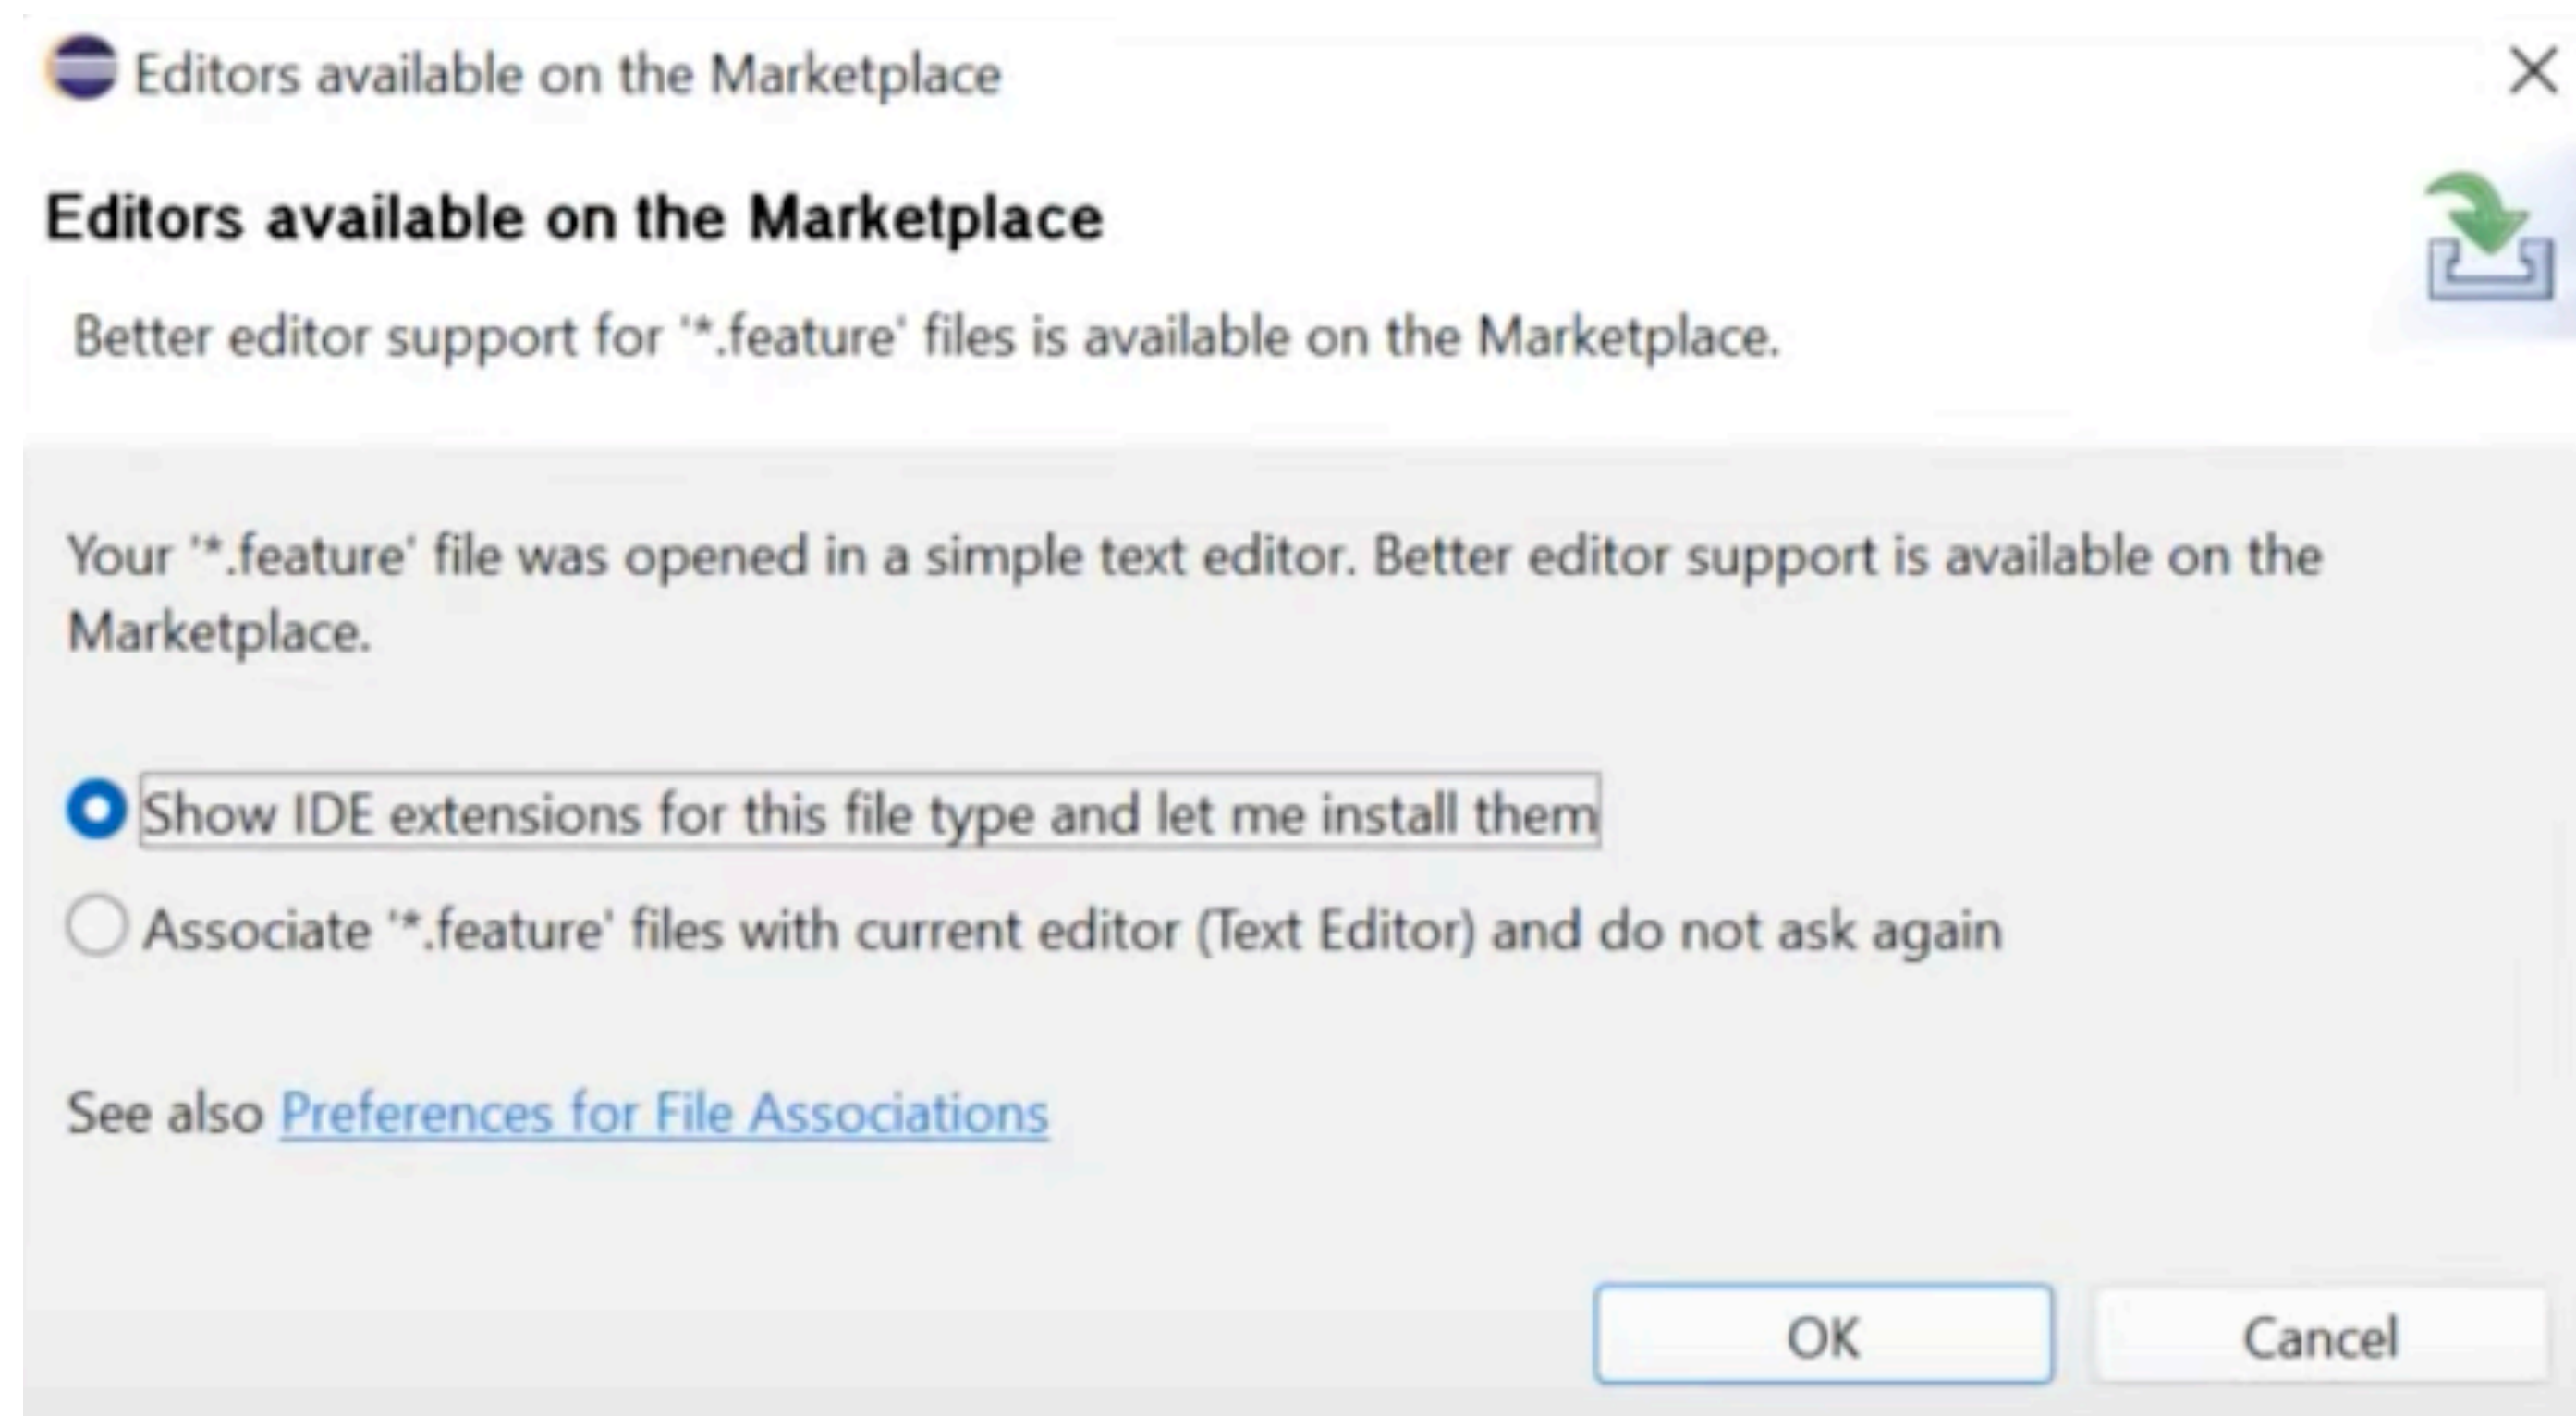 Editors available on the Marketplace
Editors available on the Marketplace
Better editor support for '*.feature' files is available on the Marketplace.
Your '*.feature' file was opened in a simple text editor. Better editor support is available on the
Marketplace.
Show IDE extensions for this file type and let me install them
Associate '*.feature' files with current editor (Text Editor) and do not ask again
See also Preferences for File Associations
OK
Cancel